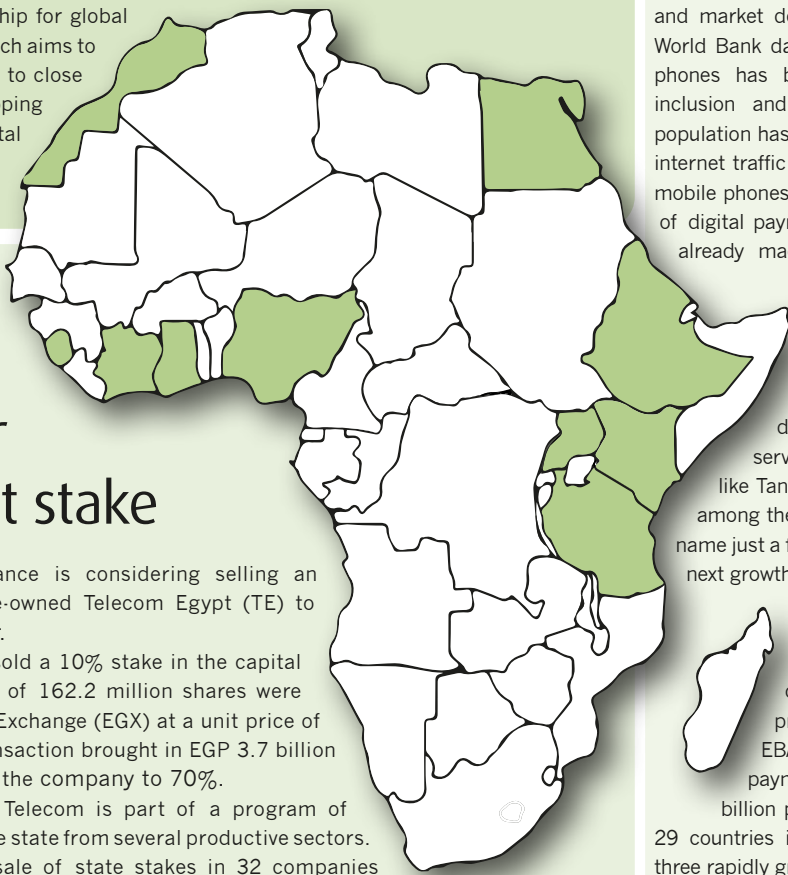 hip for global
ch aims to
to close
ping
tal
r
t stake
ance is considering selling an
e-owned Telecom Egypt (TE) to
r.
old a 10% stake in the capital
of 162.2 million shares were
Exchange (EGX) at a unit price of
nsaction brought in EGP 3.7 billion
the company to 70%.
Telecom is part of a program of
e state from several productive sectors.
sale of state stakes in 32 companies
and market de
World Bank da
phones has b
inclusion and
population has
internet traffic
mobile phones
of digital payn
already ma
d
serv
like Tan
among the
name just a f
next growth
pr
EBA
payn
billion p
29 countries i
three rapidly gr